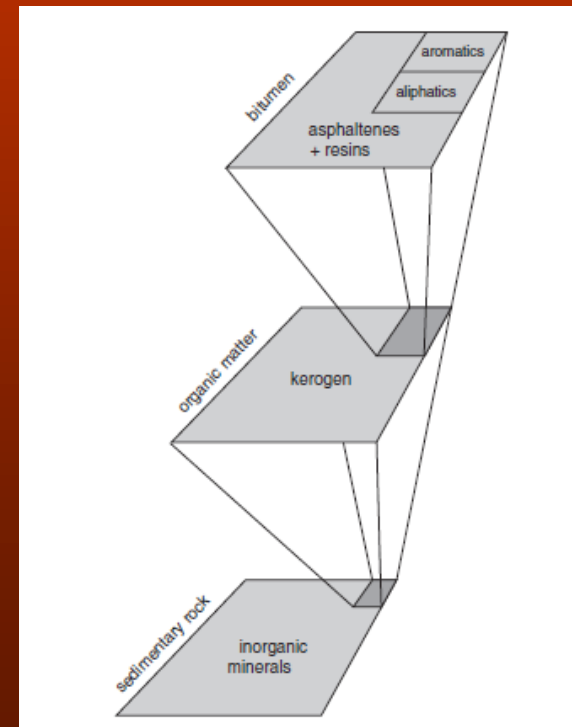 aromatics
aliphatics
bitumen
asphaltenes
+ resins
organic matter
kerogen
sedimentary rock
inorganic
minerals